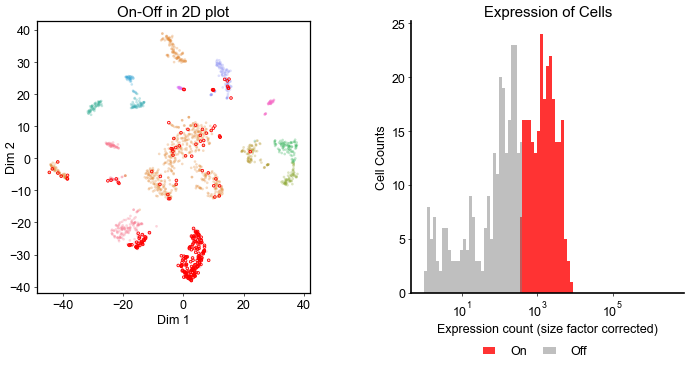 On-Off in 2D plot
Dim 2
40
30
20
10
0
−10
−20
−30
−40
−40
−20
0
20
40
Dim 1
Expression of Cells
Cell Counts
25
20
15
10
5
0
10^1
10^3
10^5
Expression count (size factor corrected)
On
Off